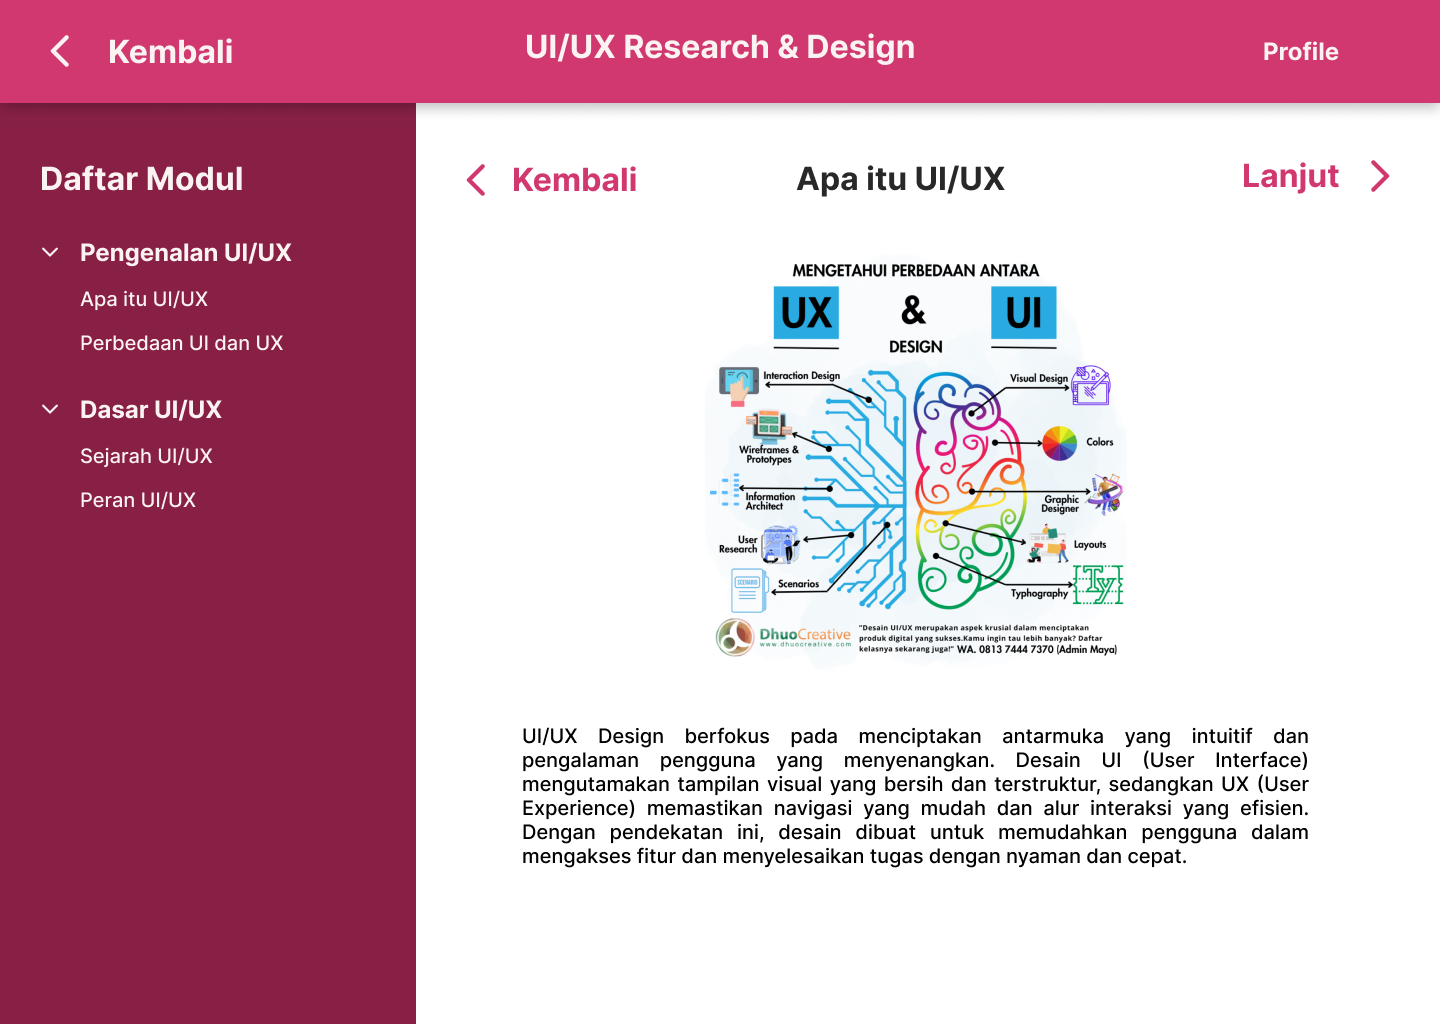 Kembali
UI/UX Research & Design
Profile
Daftar Modul
Pengenalan UI/UX
Apa itu UI/UX
Perbedaan UI dan UX
Dasar UI/UX
Sejarah UI/UX
Peran UI/UX
Kembali
Apa itu UI/UX
Lanjut
MENGETAHUI PERBEDAAN ANTARA
UX
&
UI
DESIGN
Interaction Design
Wireframes &
Prototypes
Information
Architect
User
Research
SCENARIO
Scenarios
Visual Design
Colors
Graphic
Designer
Layouts
Typhography
Ty
DhuoCreative
www.dhuocreative.com
"Desain UI/UX merupakan aspek krusial dalam menciptakan
produk digital yang sukses.Kamu ingin tau lebih banyak? Daftar
kelasnya sekarang juga!" WA. 0813 7444 7370 (Admin Maya)
UI/UX Design berfokus pada menciptakan antarmuka yang intuitif dan
pengalaman pengguna yang menyenangkan. Desain UI (User Interface)
mengutamakan tampilan visual yang bersih dan terstruktur, sedangkan UX (User
Experience) memastikan navigasi yang mudah dan alur interaksi yang efisien.
Dengan pendekatan ini, desain dibuat untuk memudahkan pengguna dalam
mengakses fitur dan menyelesaikan tugas dengan nyaman dan cepat.